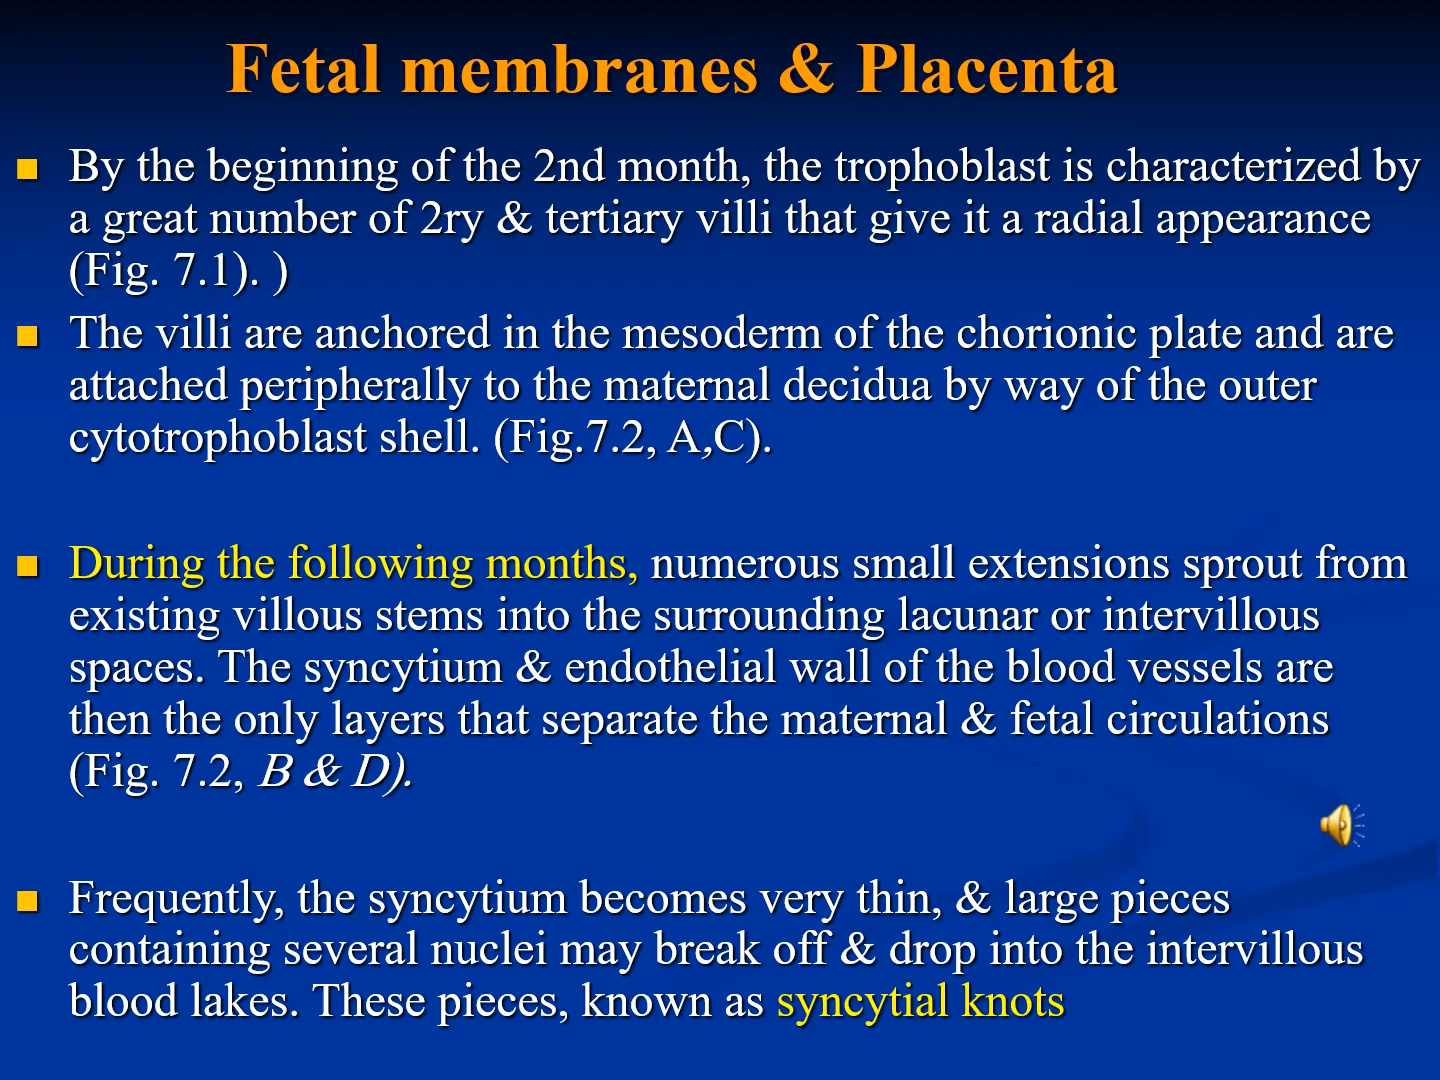 Fetal membranes & Placenta
By the beginning of the 2nd month, the trophoblast is characterized by
a great number of 2ry & tertiary villi that give it a radial appearance
(Fig. 7.1). )
The villi are anchored in the mesoderm of the chorionic plate and are
attached peripherally to the maternal decidua by way of the outer
cytotrophoblast shell. (Fig.7.2, A,C).
During the following months, numerous small extensions sprout from
existing villous stems into the surrounding lacunar or intervillous
spaces. The syncytium & endothelial wall of the blood vessels are
then the only layers that separate the maternal & fetal circulations
(Fig. 7.2, B & D).
Frequently, the syncytium becomes very thin, & large pieces
containing several nuclei may break off & drop into the intervillous
blood lakes. These pieces, known as syncytial knots